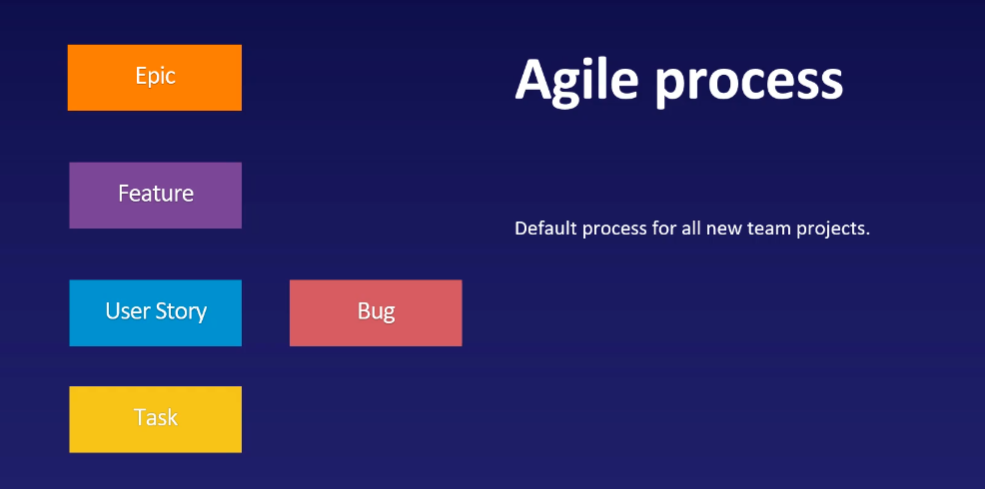 Epic
Agile process
Feature
Default process for all new team projects.
User Story
Bug
Task